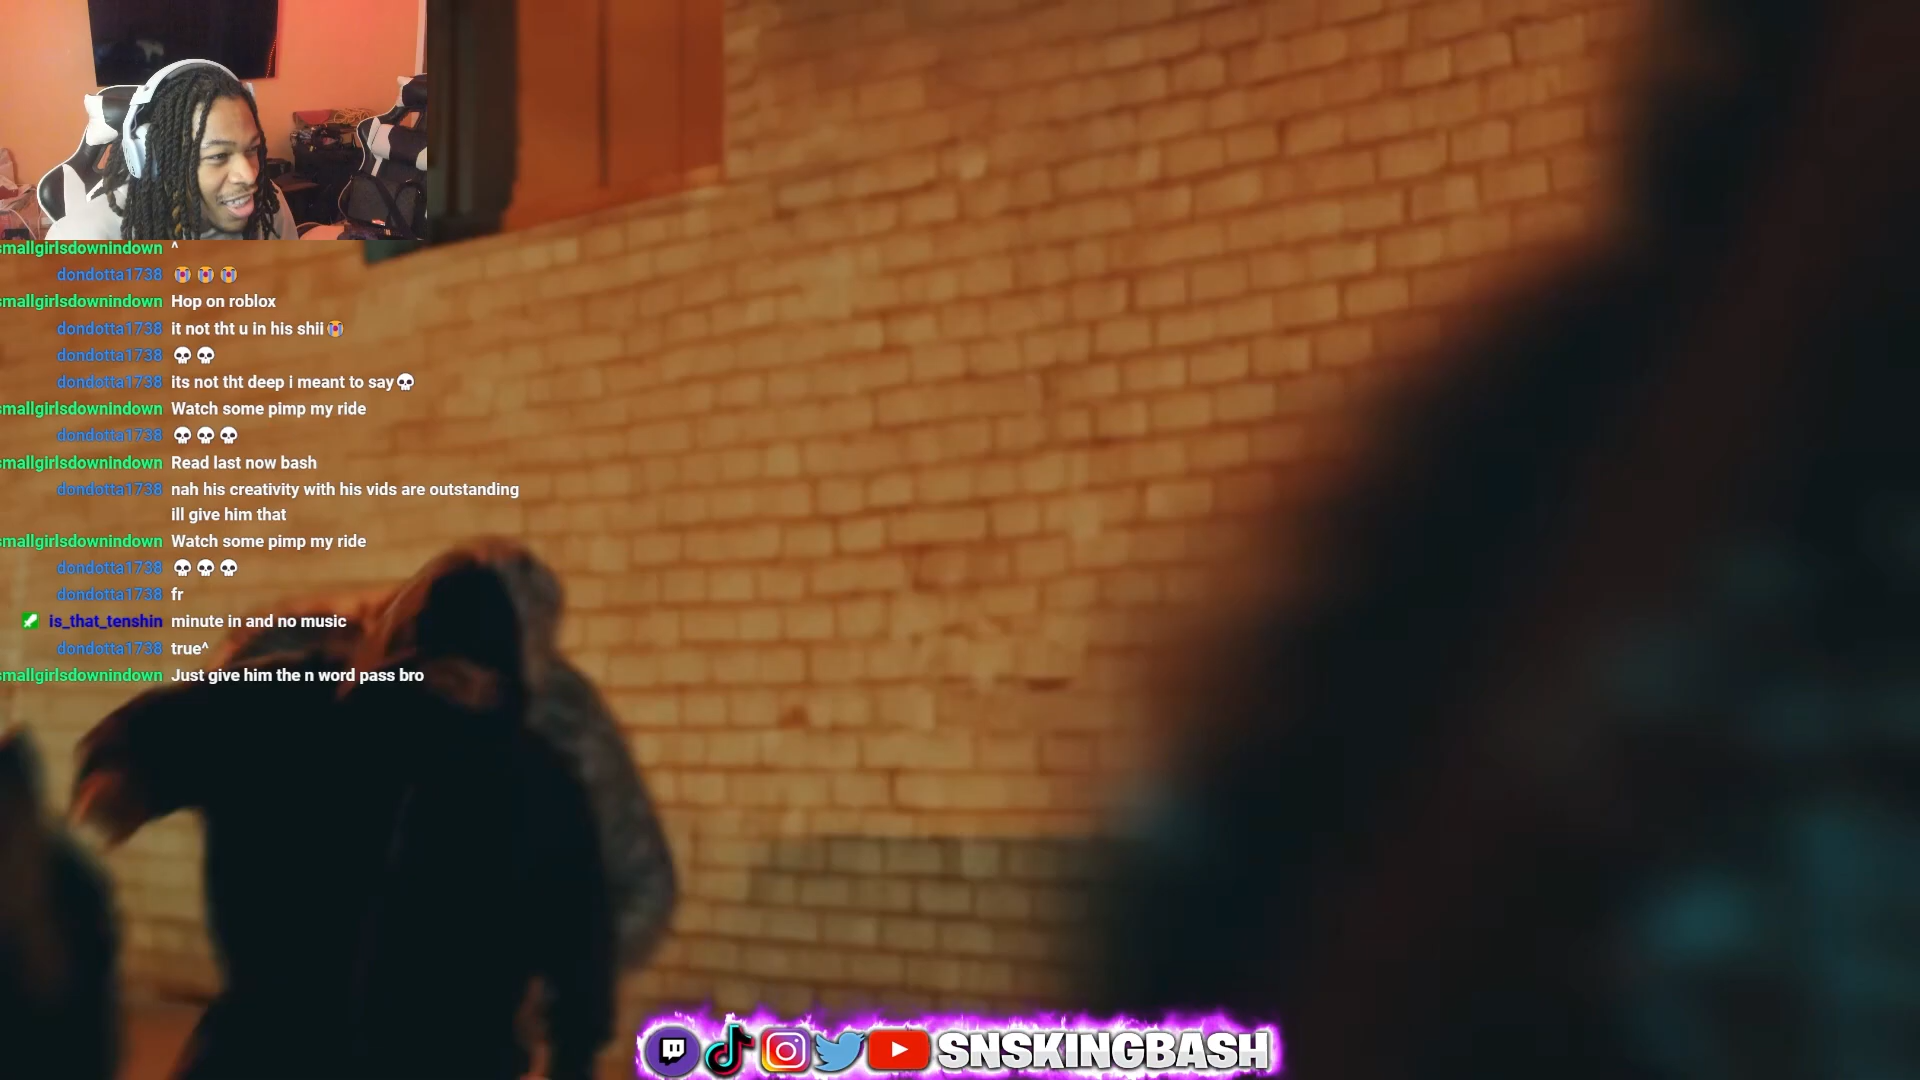 smallgirlsdownindown ^
dondotta1738 😭 😭 😭
smallgirlsdownindown Hop on roblox
dondotta1738 it not tht u in his shii😭
dondotta1738 💀 💀
dondotta1738 its not tht deep i meant to say💀
smallgirlsdownindown Watch some pimp my ride
dondotta1738 💀 💀 💀
smallgirlsdownindown Read last now bash
dondotta1738 nah his creativity with his vids are outstanding
ill give him that
smallgirlsdownindown Watch some pimp my ride
dondotta1738 💀 💀 💀
dondotta1738 fr
is_that_tenshin minute in and no music
dondotta1738 true^
smallgirlsdownindown Just give him the n word pass bro
SNSKINGBASH